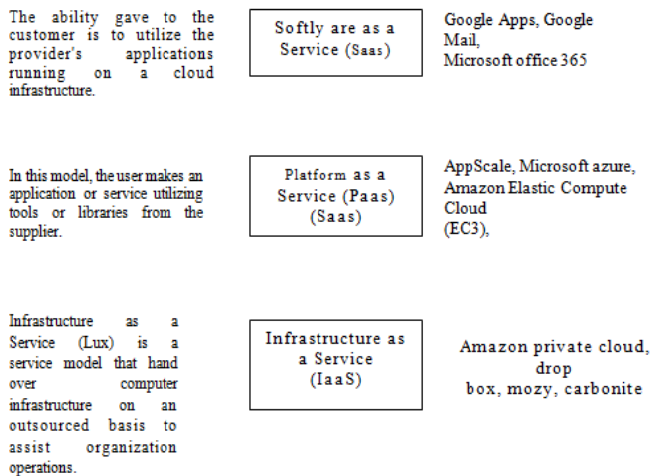 The ability gave to the
customer is to utilize the
provider's applications
running on a cloud
infrastructure.
Softly are as a
Service (Saas)
Google Apps, Google
Mail,
Microsoft office 365
In this model, the user makes an
application or service utilizing
tools or libraries from the
supplier.
Platform as a
Service (Paas)
(Saas)
AppScale, Microsoft azure,
Amazon Elastic Compute
Cloud
(EC3),
Infrastructure as a
Service (Lux) is a
service model that hand
over computer
infrastructure on an
outsourced basis to
assist organization
operations.
Infrastructure as
a Service
(IaaS)
Amazon private cloud,
drop
box, mozy, carbonite